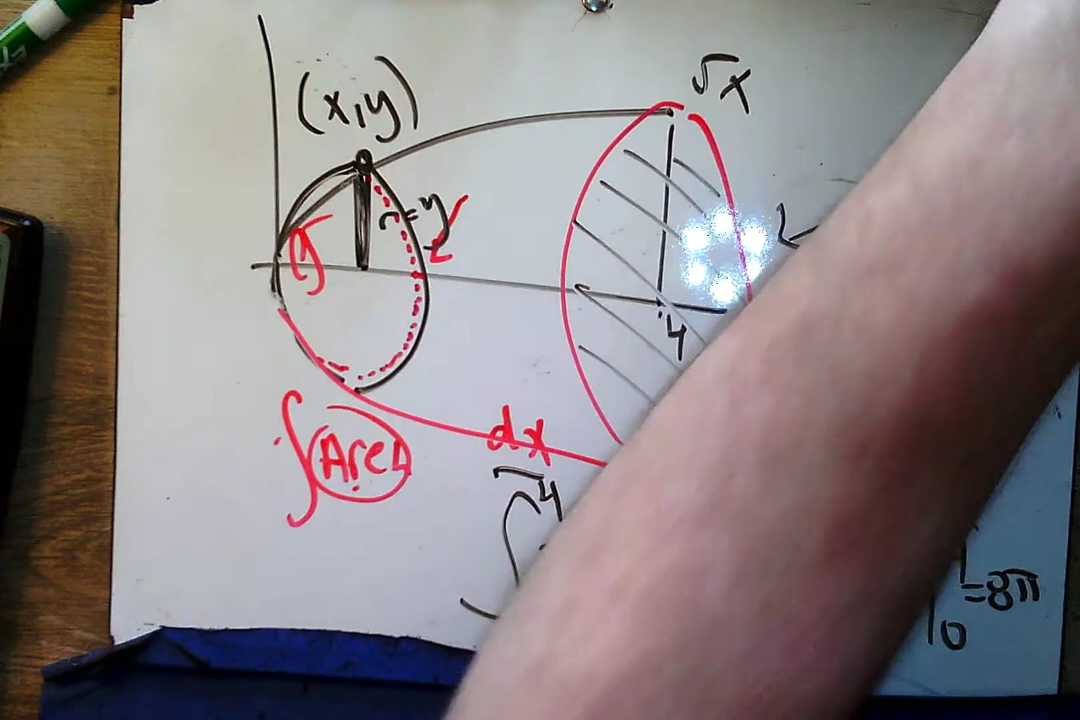 √x
(x,y)
r=y
4
dx
∫Area
4
=8π
0